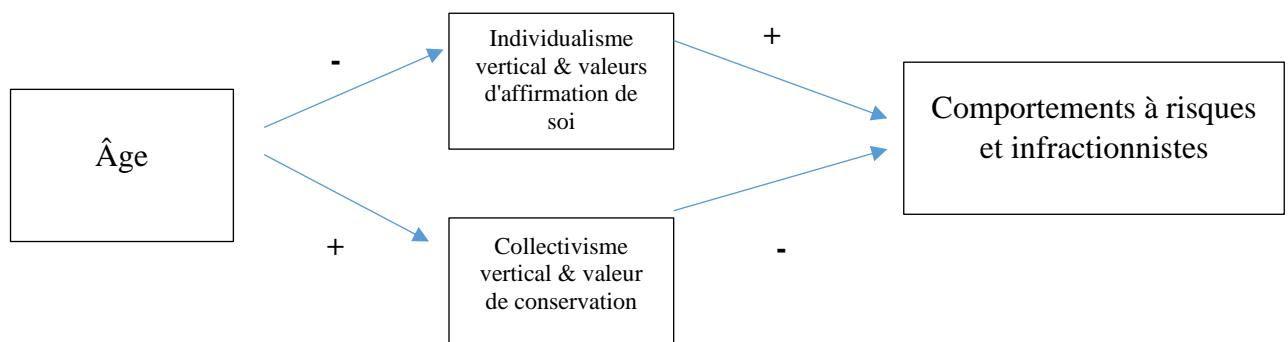 Individualisme
vertical & valeurs
d'affirmation de
soi
+
-
Comportements à risques
et infractionnistes
Âge
+
Collectivisme
vertical & valeur
de conservation
-